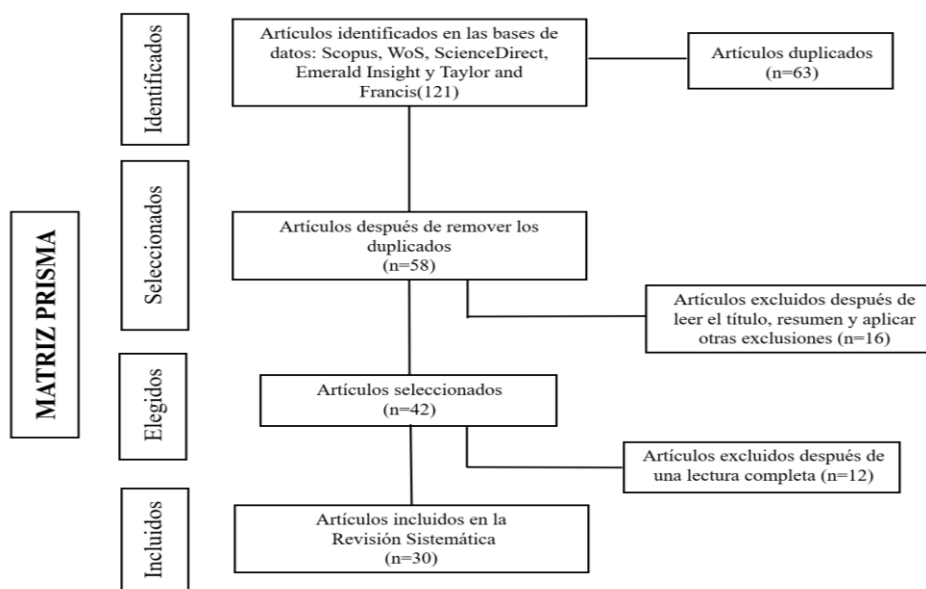 MATRIZ PRISMA
Identificados
Artículos identificados en las bases de
datos: Scopus, WoS, ScienceDirect,
Emerald Insight y Taylor and
Francis(121)
Artículos duplicados
(n=63)
Seleccionados
Artículos después de remover los
duplicados
(n=58)
Artículos excluidos después de
leer el título, resumen y aplicar
otras exclusiones (n=16)
Elegidos
Artículos seleccionados
(n=42)
Artículos excluidos después de
una lectura completa (n=12)
Incluidos
Artículos incluidos en la
Revisión Sistemática
(n=30)